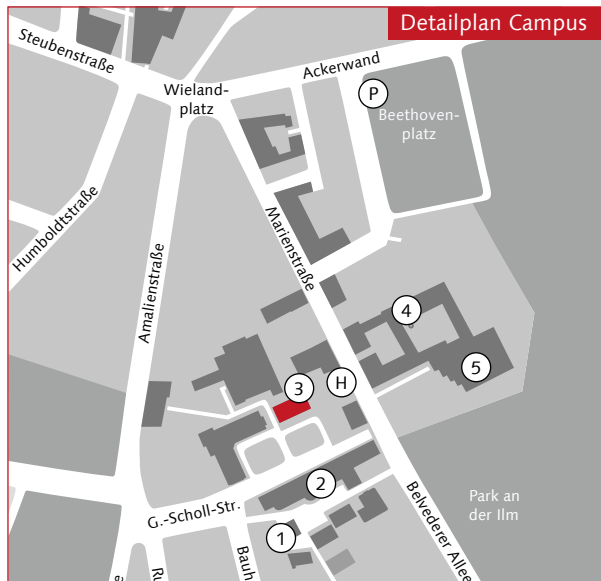 Detailplan Campus
Steubenstraße
Ackerwand
Wieland-
platz
P
Beethoven-
platz
Humboldtstraße
Marienstraße
Amalienstraße
4
5
3
H
2
Belvederer Allee
Park an
der Ilm
G.-Scholl-Str.
1
Bauh
Ru
e